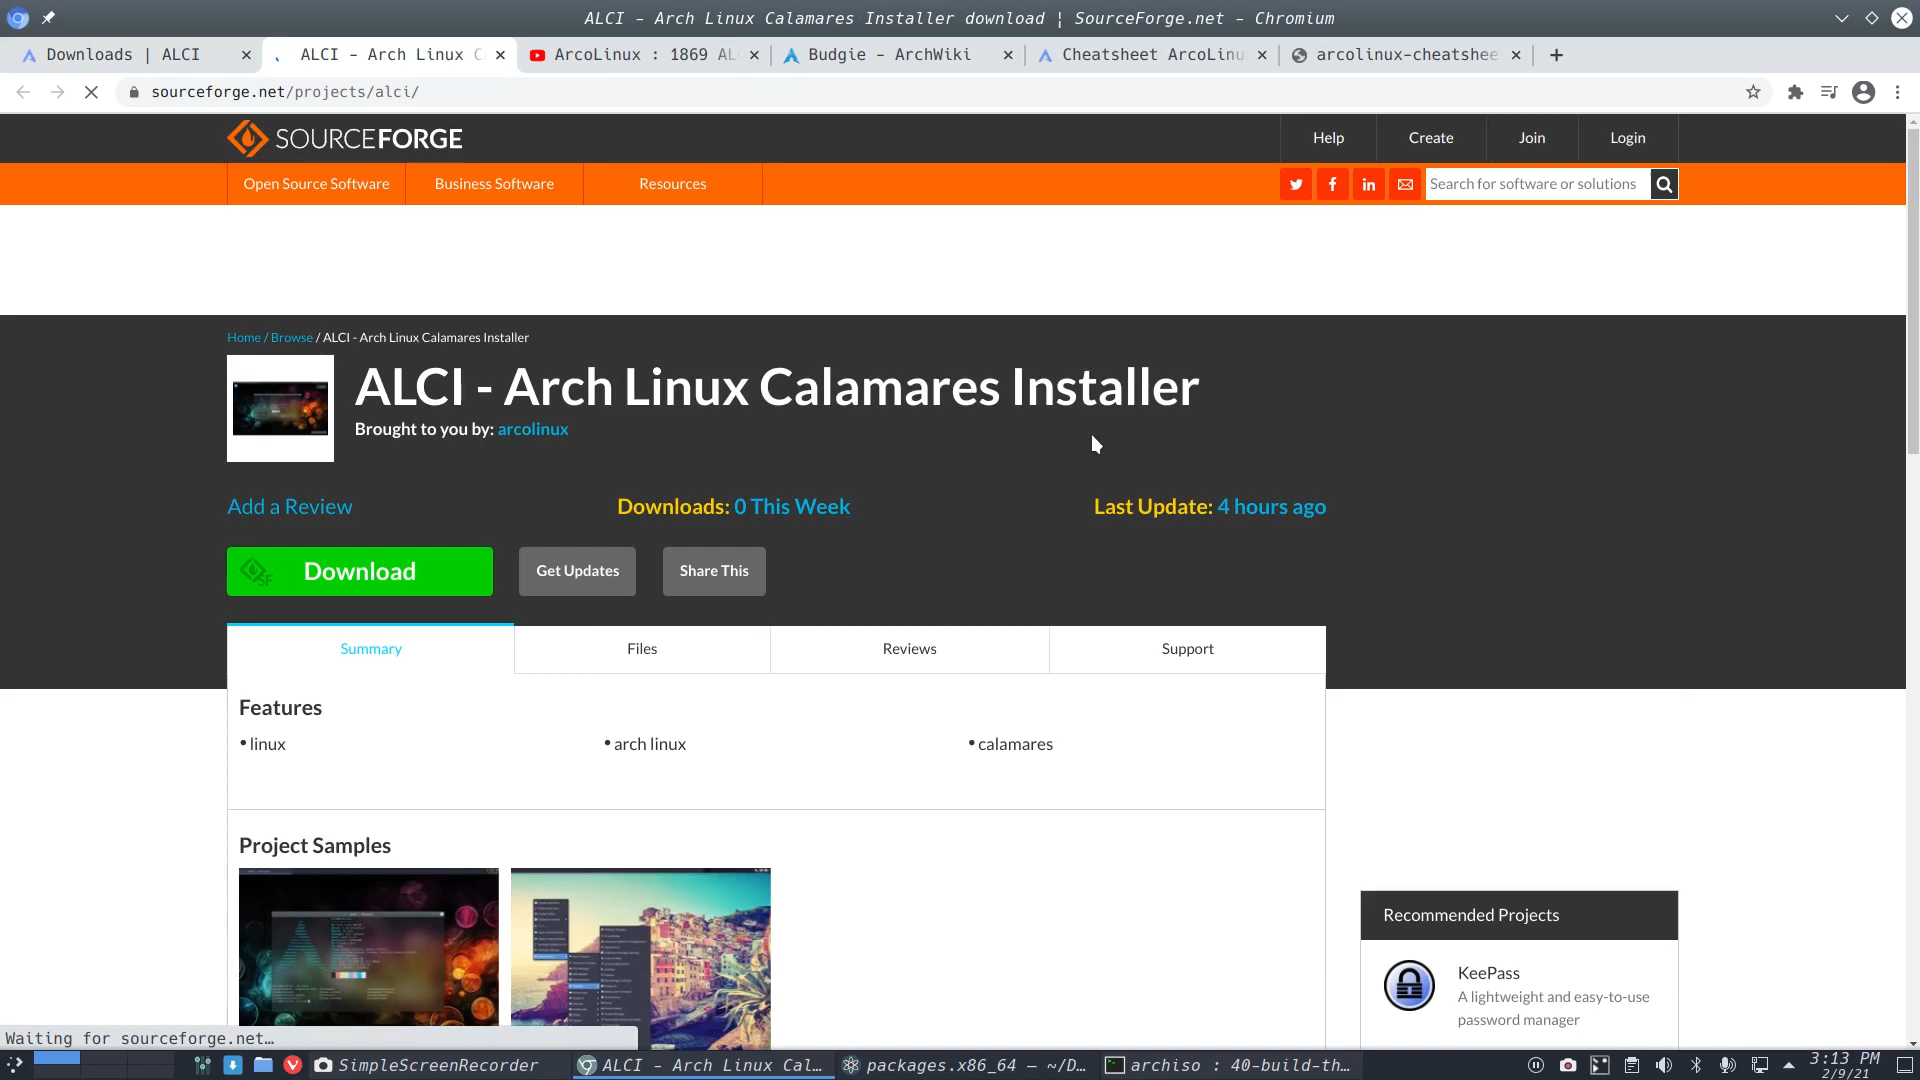 ALCI - Arch Linux Calamares Installer download ¦ SourceForge.net - Chromium
Downloads | ALCI
ALCI - Arch Linux C
ArcoLinux : 1869 AL
Budgie - ArchWiki
Cheatsheet ArcoLinu
arcolinux-cheatshee
sourceforge.net/projects/alci/
SOURCEFORGE
Help
Create
Join
Login
Open Source Software
Business Software
Resources
Search for software or solutions
Home / Browse / ALCI - Arch Linux Calamares Installer
ALCI - Arch Linux Calamares Installer
Brought to you by: arcolinux
Add a Review
Downloads: 0 This Week
Last Update: 4 hours ago
SF
Download
Get Updates
Share This
Summary
Files
Reviews
Support
Features
• linux
• arch linux
• calamares
Project Samples
Recommended Projects
KeePass
A lightweight and easy-to-use
password manager
Waiting for sourceforge.net…
SimpleScreenRecorder
ALCI - Arch Linux Cal…
packages.x86_64 — ~/D…
archiso : 40-build-th…
3:13 PM
2/9/21